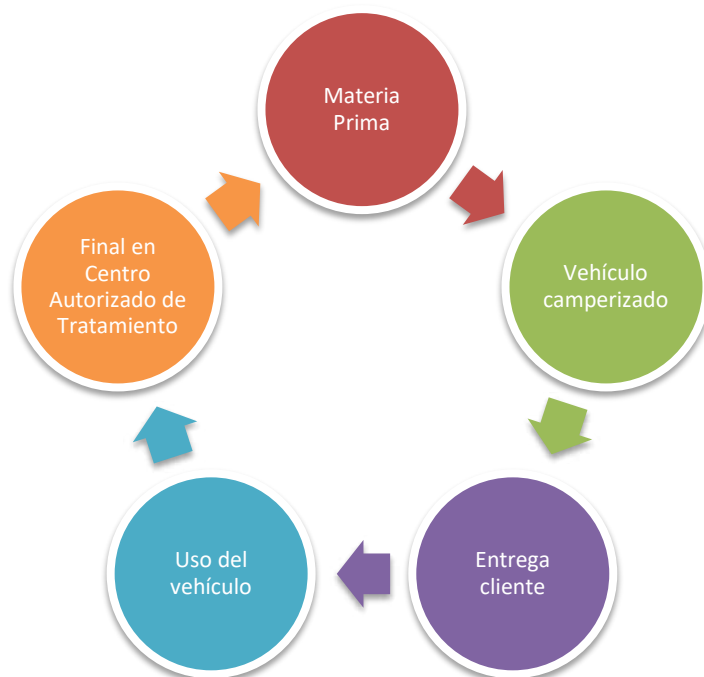 Materia
Prima
Vehículo
camperizado
Entrega
cliente
Uso del
vehículo
Final en
Centro
Autorizado de
Tratamiento